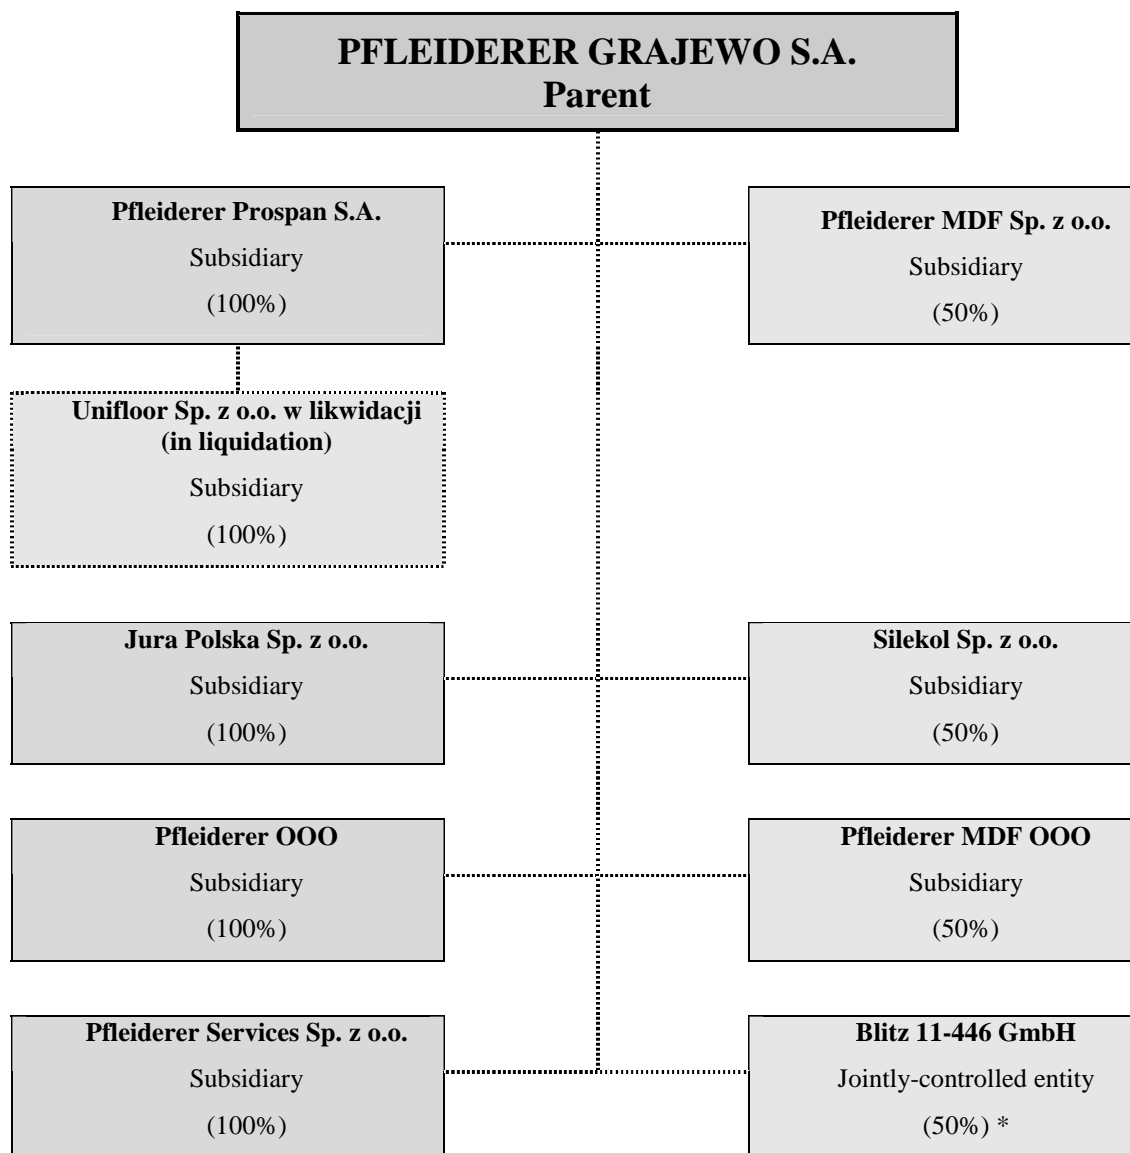 PFLEIDERER GRAJEWO S.A.
Parent
Pfleiderer Prospan S.A.
Subsidiary
(100%)
Pfleiderer MDF Sp. z o.o.
Subsidiary
(50%)
Unifloor Sp. z o.o. w likwidacji
(in liquidation)
Subsidiary
(100%)
Jura Polska Sp. z o.o.
Subsidiary
(100%)
Silekol Sp. z o.o.
Subsidiary
(50%)
Pfleiderer OOO
Subsidiary
(100%)
Pfleiderer MDF OOO
Subsidiary
(50%)
Pfleiderer Services Sp. z o.o.
Subsidiary
(100%)
Blitz 11-446 GmbH
Jointly-controlled entity
(50%) *